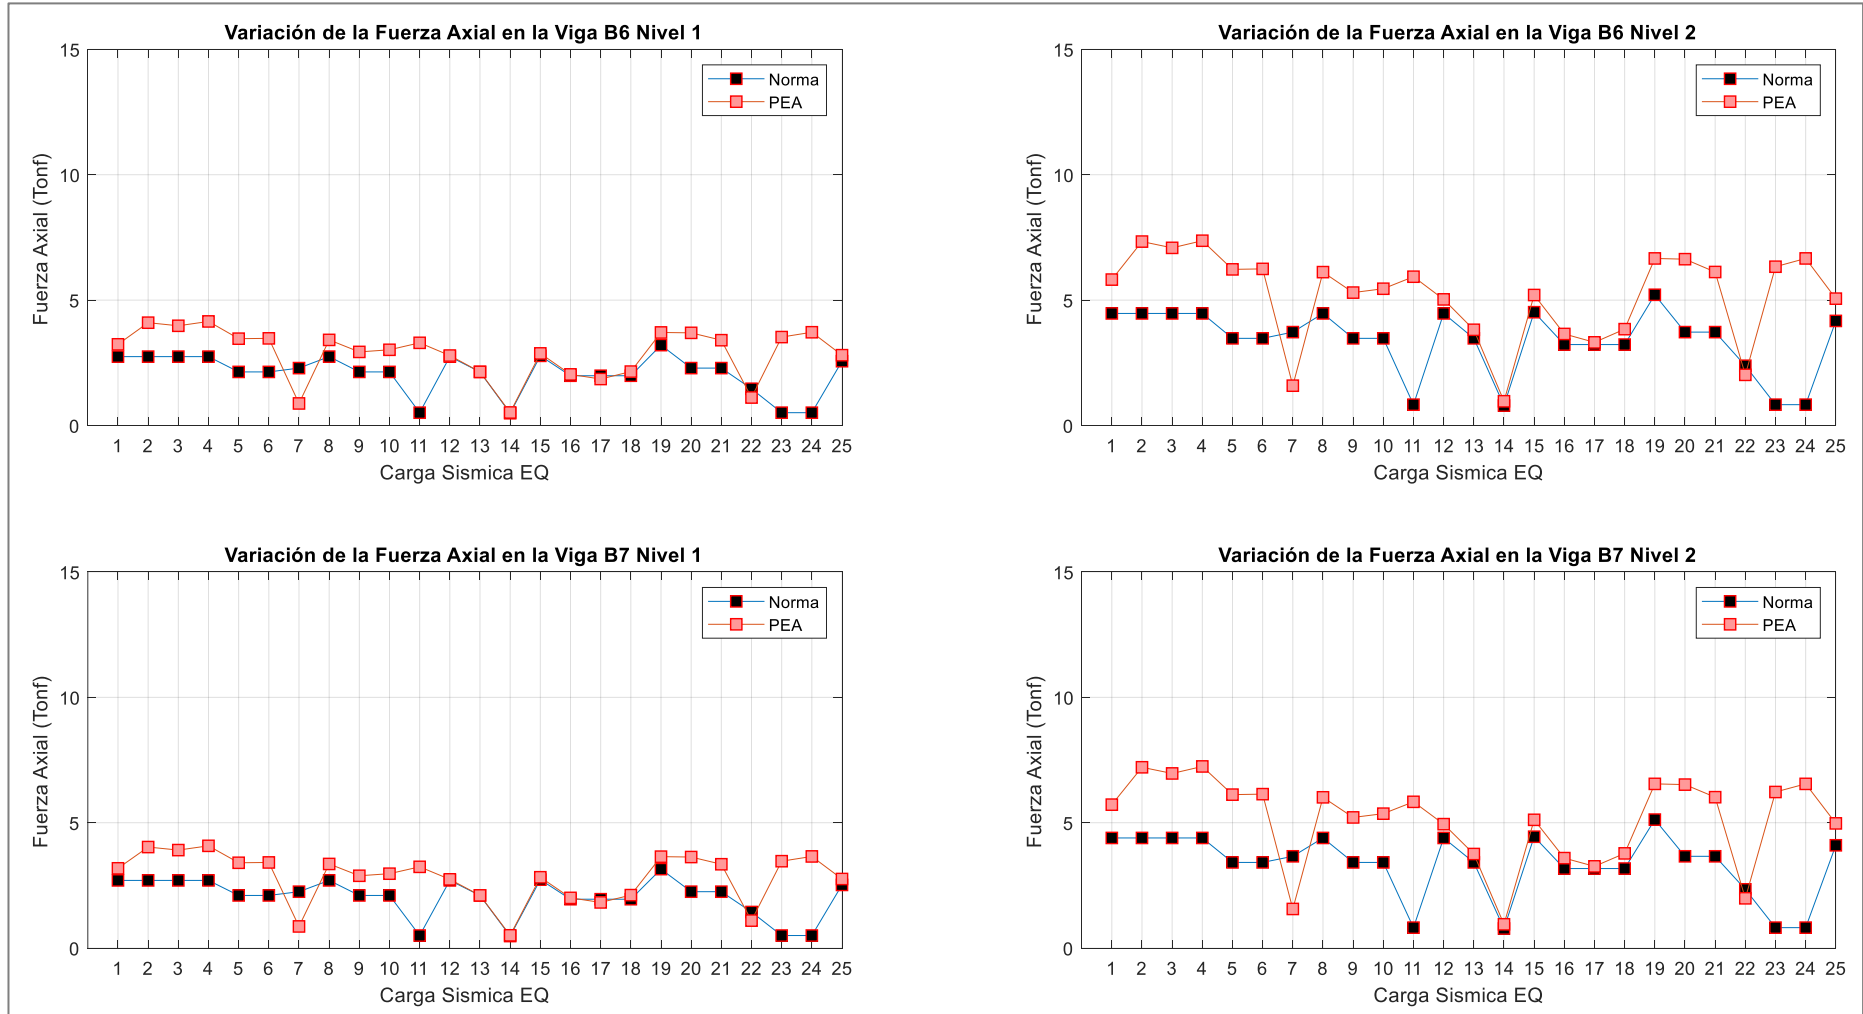 Variación de la Fuerza Axial en la Viga B6 Nivel 1
Fuerza Axial (Tonf)
15
10
5
0
Norma
PEA
1 2 3 4 5 6 7 8 9 10 11 12 13 14 15 16 17 18 19 20 21 22 23 24 25
Carga Sismica EQ
Variación de la Fuerza Axial en la Viga B6 Nivel 2
Fuerza Axial (Tonf)
15
10
5
0
Norma
PEA
1 2 3 4 5 6 7 8 9 10 11 12 13 14 15 16 17 18 19 20 21 22 23 24 25
Carga Sismica EQ
Variación de la Fuerza Axial en la Viga B7 Nivel 1
Fuerza Axial (Tonf)
15
10
5
0
Norma
PEA
1 2 3 4 5 6 7 8 9 10 11 12 13 14 15 16 17 18 19 20 21 22 23 24 25
Carga Sismica EQ
Variación de la Fuerza Axial en la Viga B7 Nivel 2
Fuerza Axial (Tonf)
15
10
5
0
Norma
PEA
1 2 3 4 5 6 7 8 9 10 11 12 13 14 15 16 17 18 19 20 21 22 23 24 25
Carga Sismica EQ